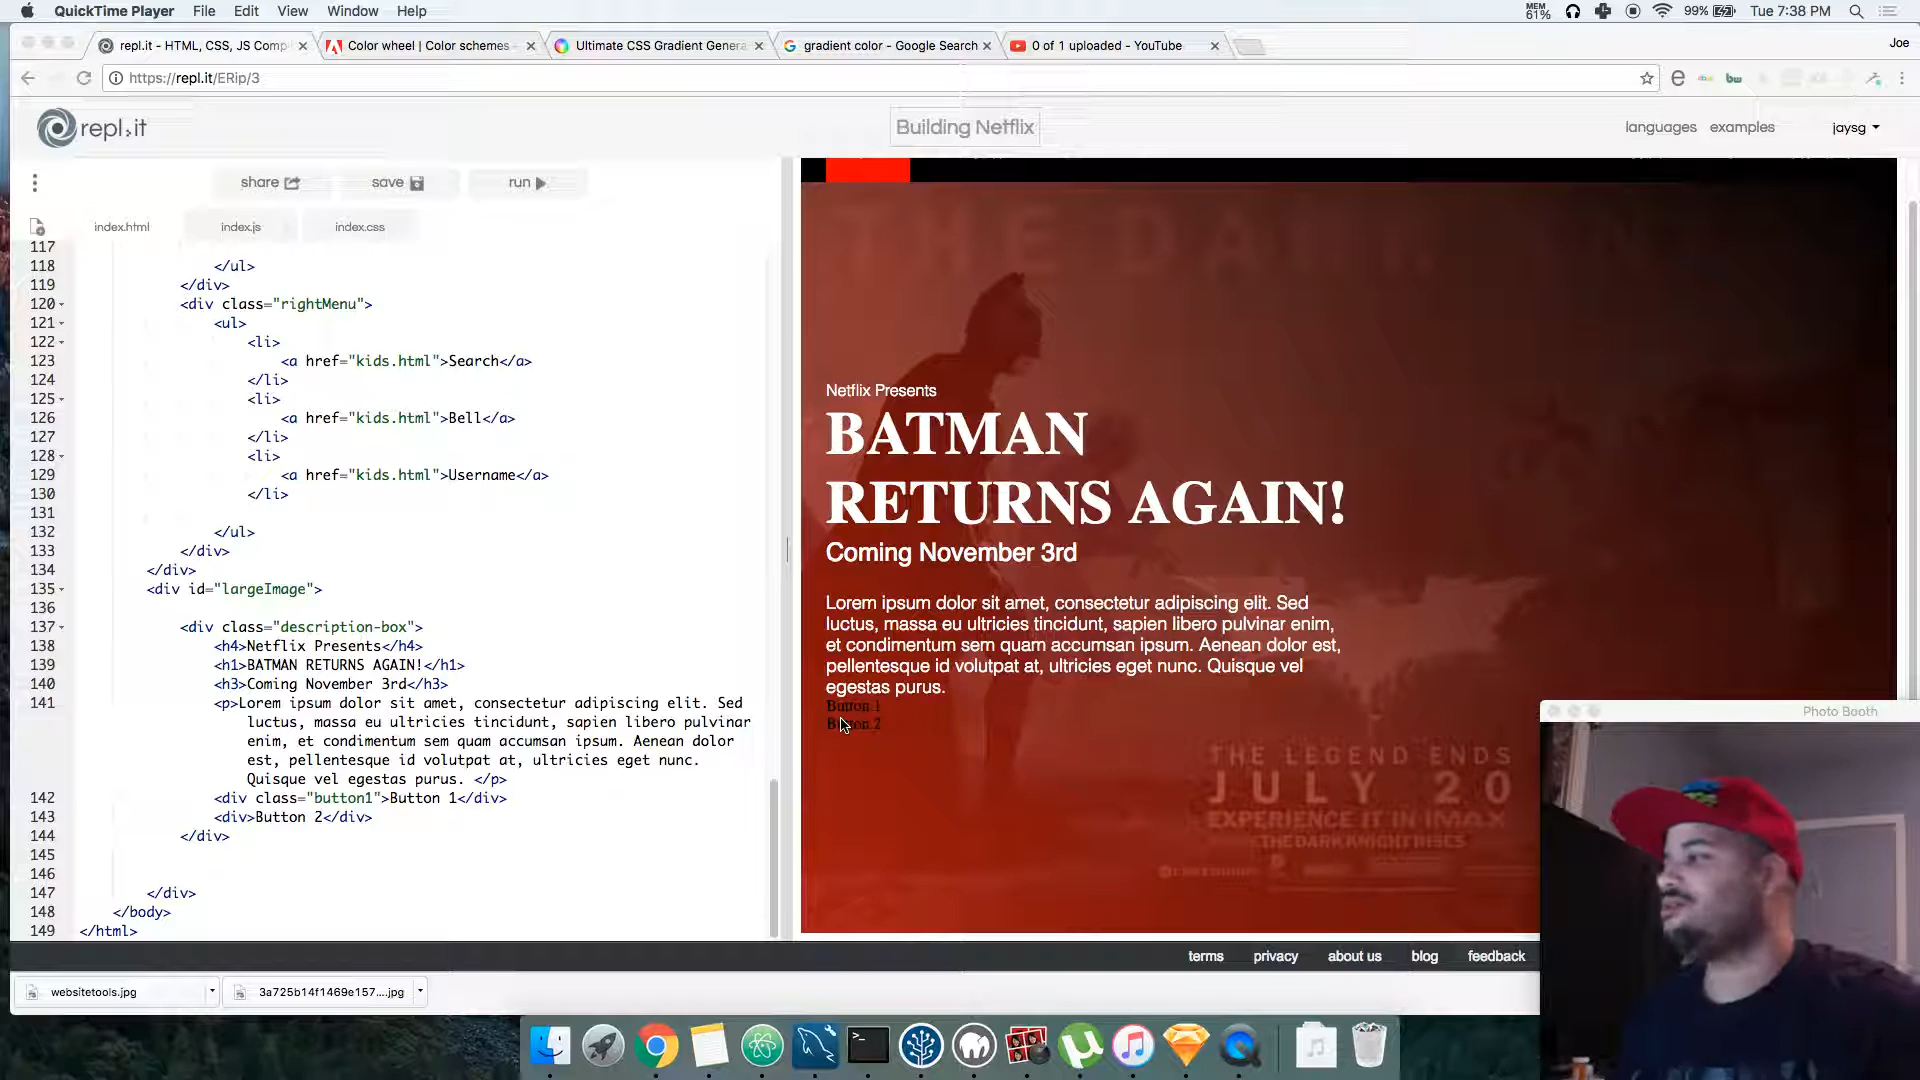 QuickTime Player File Edit View Window Help
MEM 61% 99% Tue 7:38 PM
repl.it - HTML, CSS, JS Comp
Color wheel | Color schemes -
Ultimate CSS Gradient Genera
gradient color - Google Search
0 of 1 uploaded - YouTube
Joe
https://repl.it/ERip/3
repl.it
Building Netflix
languages examples jaysg
share save run
index.html index.js index.css
117
118 </ul>
119 </div>
120 <div class="rightMenu">
121 <ul>
122 <li>
123 <a href="kids.html">Search</a>
124 </li>
125 <li>
126 <a href="kids.html">Bell</a>
127 </li>
128 <li>
129 <a href="kids.html">Username</a>
130 </li>
131
132 </ul>
133 </div>
134 </div>
135 <div id="largeImage">
136
137 <div class="description-box">
138 <h4>Netflix Presents</h4>
139 <h1>BATMAN RETURNS AGAIN!</h1>
140 <h3>Coming November 3rd</h3>
141 <p>Lorem ipsum dolor sit amet, consectetur adipiscing elit. Sed
luctus, massa eu ultricies tincidunt, sapien libero pulvinar
enim, et condimentum sem quam accumsan ipsum. Aenean dolor
est, pellentesque id volutpat at, ultricies eget nunc.
Quisque vel egestas purus. </p>
142 <div class="button1">Button 1</div>
143 <div>Button 2</div>
144 </div>
145
146
147 </div>
148 </body>
149 </html>
THE DARK
Netflix Presents
BATMAN
RETURNS AGAIN!
Coming November 3rd
Lorem ipsum dolor sit amet, consectetur adipiscing elit. Sed
luctus, massa eu ultricies tincidunt, sapien libero pulvinar enim,
et condimentum sem quam accumsan ipsum. Aenean dolor est,
pellentesque id volutpat at, ultricies eget nunc. Quisque vel
egestas purus.
Button 1
Button 2
THE LEGEND ENDS
JULY 20
EXPERIENCE IT IN IMAX
THEDARKKNIGHTRISES
Photo Booth
terms privacy about us blog feedback
websitetools.jpg
3a725b14f1469e157....jpg